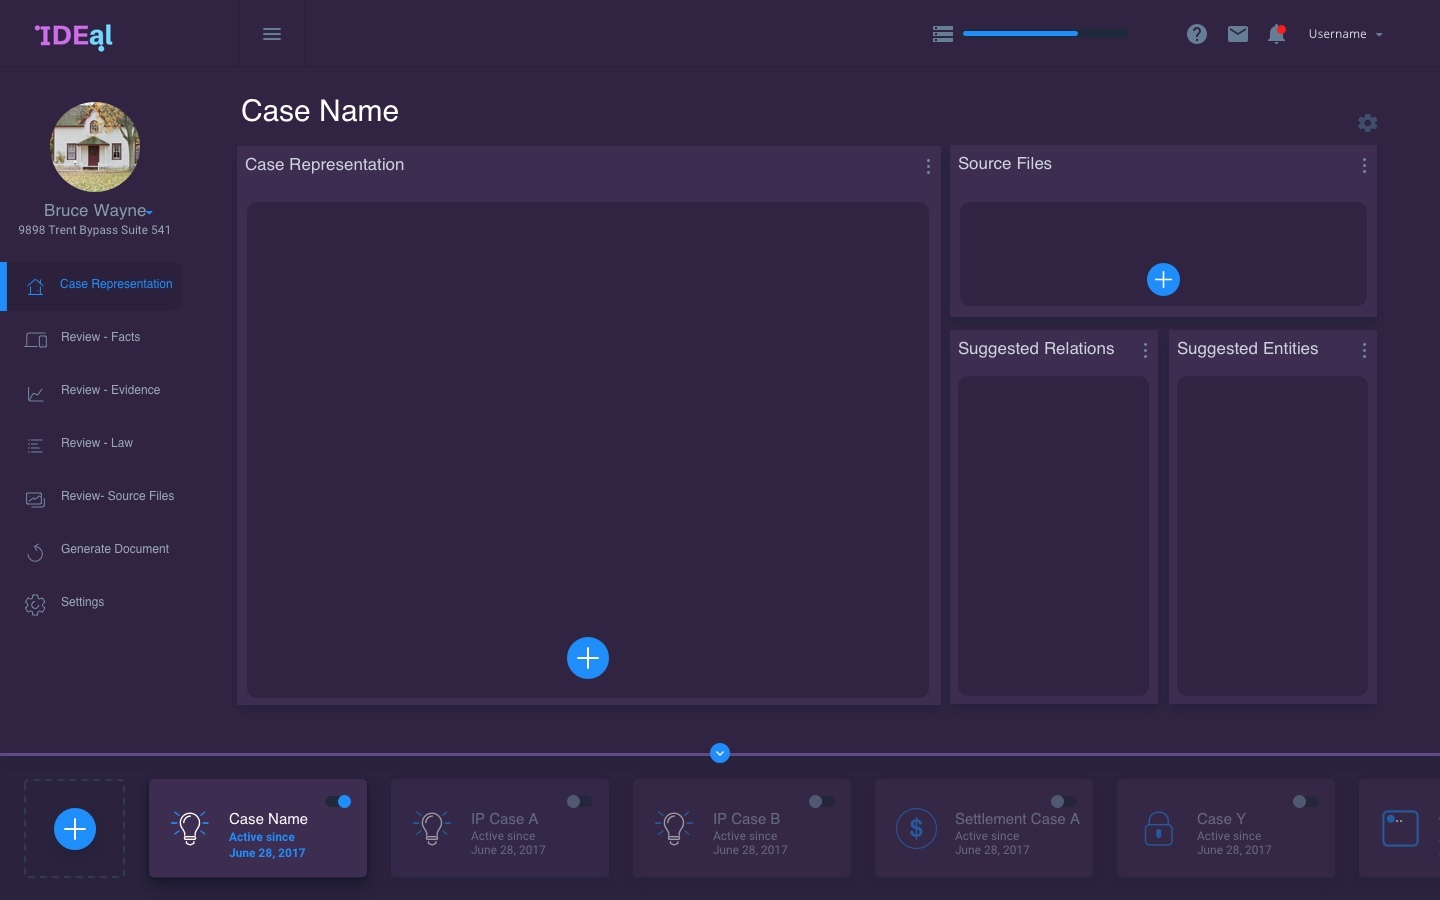 IDEal
Username
Case Name
Bruce Wayne
9898 Trent Bypass Suite 541
Case Representation
Review - Facts
Review - Evidence
Review - Law
Review- Source Files
Generate Document
Settings
Case Representation
Source Files
Suggested Relations
Suggested Entities
Case Name
Active since
June 28, 2017
IP Case A
Active since
June 28, 2017
IP Case B
Active since
June 28, 2017
$
Settlement Case A
Active since
June 28, 2017
Case Y
Active since
June 28, 2017